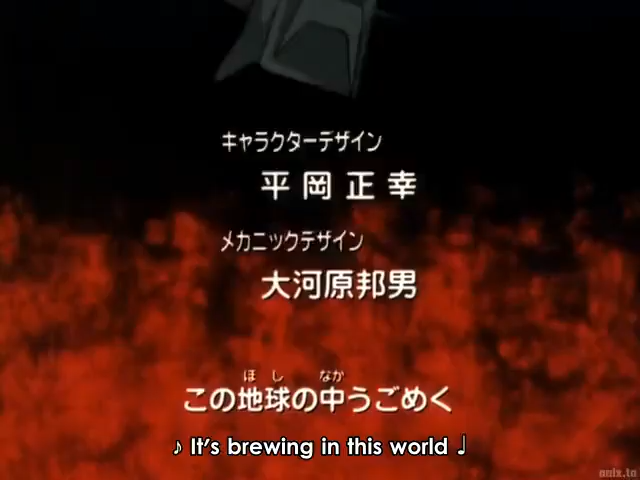 キャラクターデザイン
平岡正幸
メカニックデザイン
大河原邦男
ほし なか
この地球の中うごめく
♪ It's brewing in this world ♩
anix.to